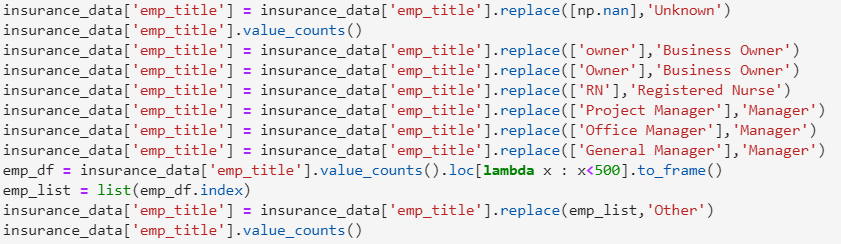 insurance_data['emp_title'] = insurance_data['emp_title'].replace([np.nan],'Unknown')
insurance_data['emp_title'].value_counts()
insurance_data['emp_title'] = insurance_data['emp_title'].replace(['owner'],'Business Owner')
insurance_data['emp_title'] = insurance_data['emp_title'].replace(['Owner'],'Business Owner')
insurance_data['emp_title'] = insurance_data['emp_title'].replace(['RN'],'Registered Nurse')
insurance_data['emp_title'] = insurance_data['emp_title'].replace(['Project Manager'],'Manager')
insurance_data['emp_title'] = insurance_data['emp_title'].replace(['Office Manager'],'Manager')
insurance_data['emp_title'] = insurance_data['emp_title'].replace(['General Manager'],'Manager')
emp_df = insurance_data['emp_title'].value_counts().loc[lambda x : x<500].to_frame()
emp_list = list(emp_df.index)
insurance_data['emp_title'] = insurance_data['emp_title'].replace(emp_list,'Other')
insurance_data['emp_title'].value_counts()